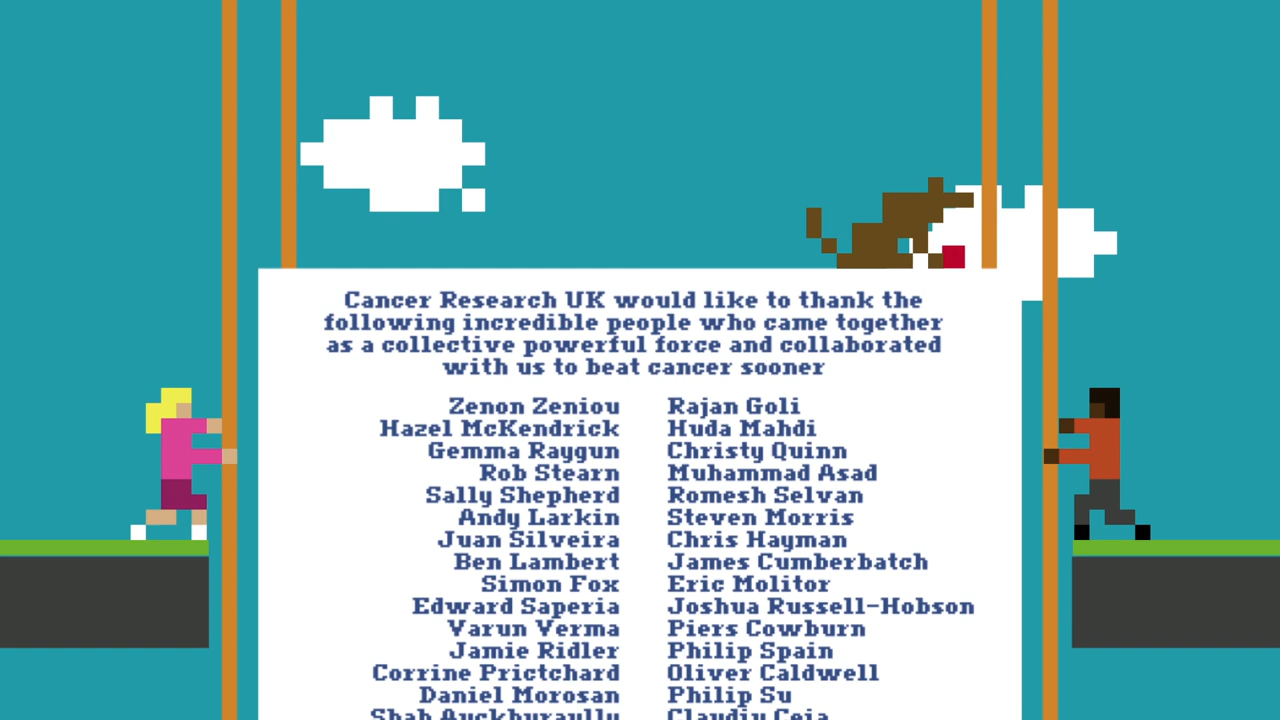 Cancer Research UK would like to thank the
following incredible people who came together
as a collective powerful force and collaborated
with us to beat cancer sooner
Zenon Zeniou Rajan Goli
Hazel McKendrick Huda Mahdi
Gemma Raygun Christy Quinn
Rob Stearn Muhammad Asad
Sally Shepherd Romesh Selvan
Andy Larkin Steven Morris
Juan Silveira Chris Hayman
Ben Lambert James Cumberbatch
Simon Fox Eric Molitor
Edward Saperia Joshua Russell-Hobson
Varun Verma Piers Cowburn
Jamie Ridler Philip Spain
Corrine Prictchard Oliver Caldwell
Daniel Morosan Philip Su